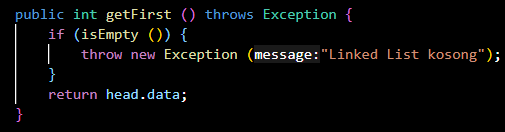 public int getFirst () throws Exception {
if (isEmpty ()) {
throw new Exception (message:"Linked List kosong");
}
return head.data;
}